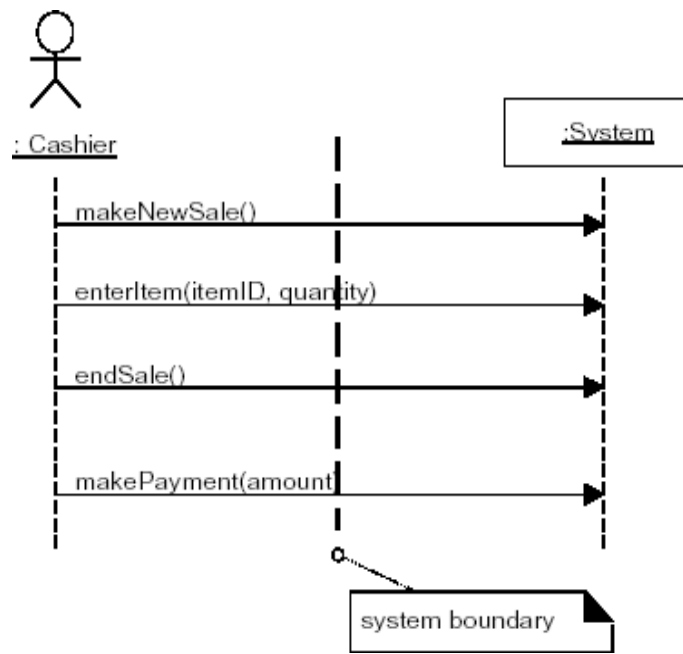 : Cashier
:System
makeNewSale()
enterItem(itemID, quantity)
endSale()
makePayment(amount)
system boundary